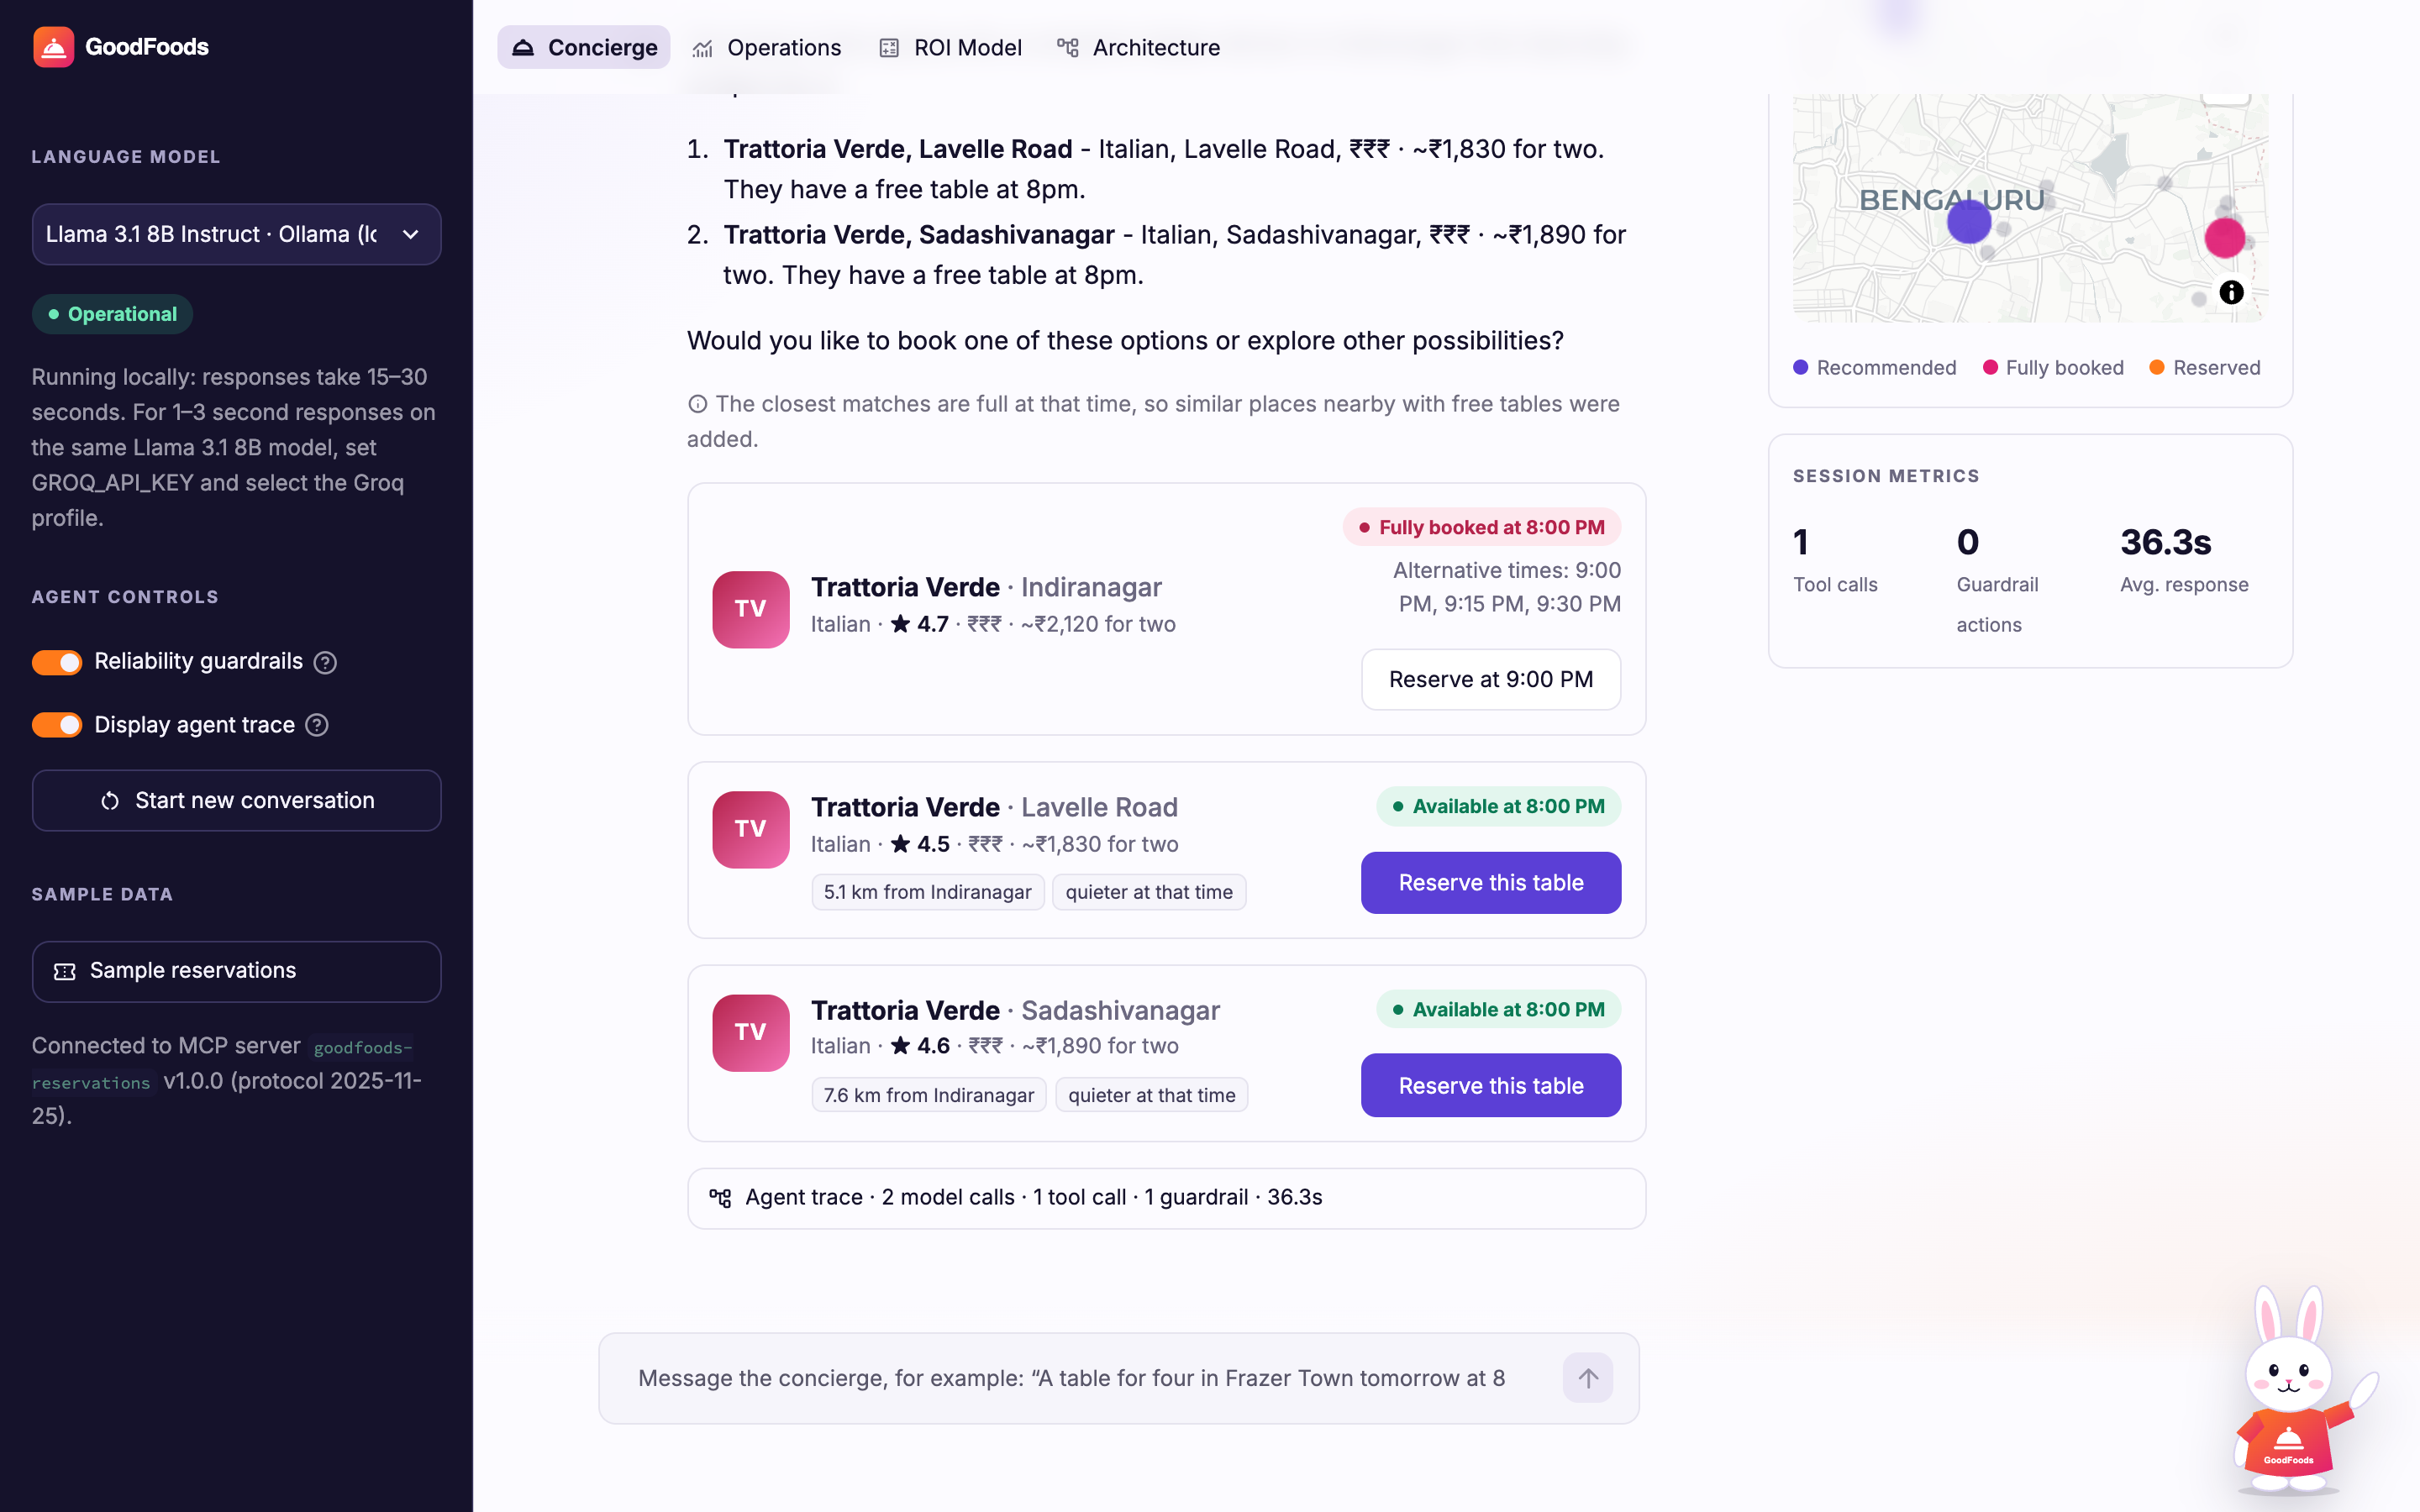 GoodFoods
LANGUAGE MODEL
Llama 3.1 8B Instruct · Ollama (lc
Operational
Running locally: responses take 15–30
seconds. For 1–3 second responses on
the same Llama 3.1 8B model, set
GROQ_API_KEY and select the Groq
profile.
AGENT CONTROLS
Reliability guardrails
Display agent trace
Start new conversation
SAMPLE DATA
Sample reservations
Connected to MCP server goodfoods-
reservations v1.0.0 (protocol 2025-11-
25).
Concierge
Operations
ROI Model
Architecture
1. Trattoria Verde, Lavelle Road - Italian, Lavelle Road, ₹₹₹ · ~₹1,830 for two.
They have a free table at 8pm.
2. Trattoria Verde, Sadashivanagar - Italian, Sadashivanagar, ₹₹₹ · ~₹1,890 for
two. They have a free table at 8pm.
Would you like to book one of these options or explore other possibilities?
The closest matches are full at that time, so similar places nearby with free tables were
added.
TV
Trattoria Verde · Indiranagar
Italian · ★ 4.7 · ₹₹₹ · ~₹2,120 for two
Fully booked at 8:00 PM
Alternative times: 9:00
PM, 9:15 PM, 9:30 PM
Reserve at 9:00 PM
TV
Trattoria Verde · Lavelle Road
Italian · ★ 4.5 · ₹₹₹ · ~₹1,830 for two
5.1 km from Indiranagar
quieter at that time
Available at 8:00 PM
Reserve this table
TV
Trattoria Verde · Sadashivanagar
Italian · ★ 4.6 · ₹₹₹ · ~₹1,890 for two
7.6 km from Indiranagar
quieter at that time
Available at 8:00 PM
Reserve this table
Agent trace · 2 model calls · 1 tool call · 1 guardrail · 36.3s
Message the concierge, for example: “A table for four in Frazer Town tomorrow at 8
BENGALURU
Recommended
Fully booked
Reserved
SESSION METRICS
1
Tool calls
0
Guardrail
actions
36.3s
Avg. response
GoodFoods